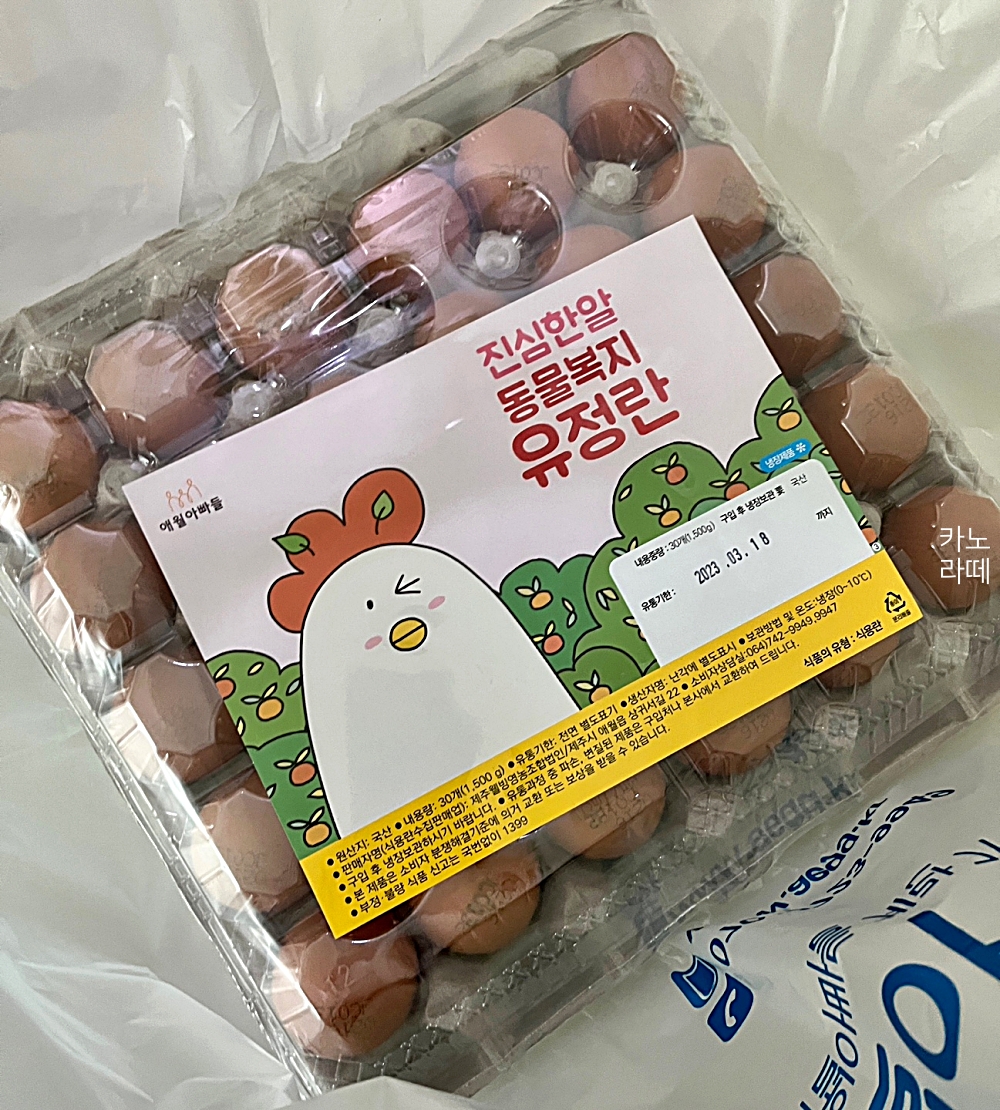 진심한알
동물복지
유정란
애월아빠들
냉장제품
내용중량: 30개(1,500g) 구입 후 냉장보관 要 국산
유통기한: 2023.03.18 까지
● 원산지: 국산 ● 내용량: 30개(1,500 g) ● 유통기한: 전면 별도표기 ● 생산자명: 난각에 별도표시 ● 보관방법 및 온도:냉장(0~10℃)
● 판매자명(식용란수집판매업): 제주웰빙영농조합법인/제주시 애월읍 상귀서길 22 ● 소비자상담실:064)742-9949,9947
● 구입 후 냉장보관하시기 바랍니다. ● 유통과정 중 파손, 변질된 제품은 구입처나 본사에서 교환하여 드립니다.
● 본 제품은 소비자 분쟁해결기준에 의거 교환 또는 보상을 받을 수 있습니다.
● 부정·불량 식품 신고는 국번없이 1399
식품의 유형 : 식용란
카노
라떼